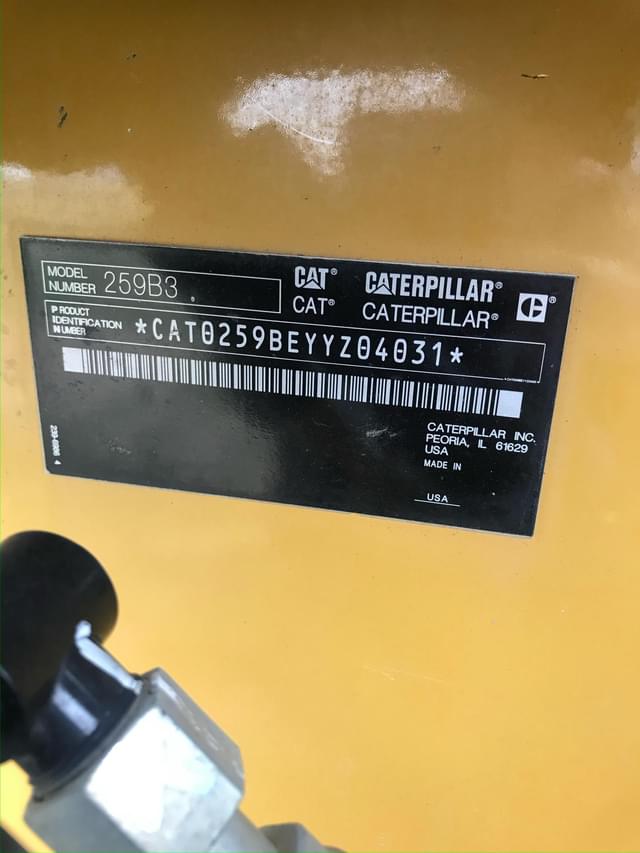 MODEL
NUMBER 259B3
CAT® CATERPILLAR®
CAT® CATERPILLAR®
PRODUCT
IDENTIFICATION
NUMBER
*CAT0259BEYYZ04031*
CATERPILLAR INC.
PEORIA, IL 61629
USA
MADE IN
USA